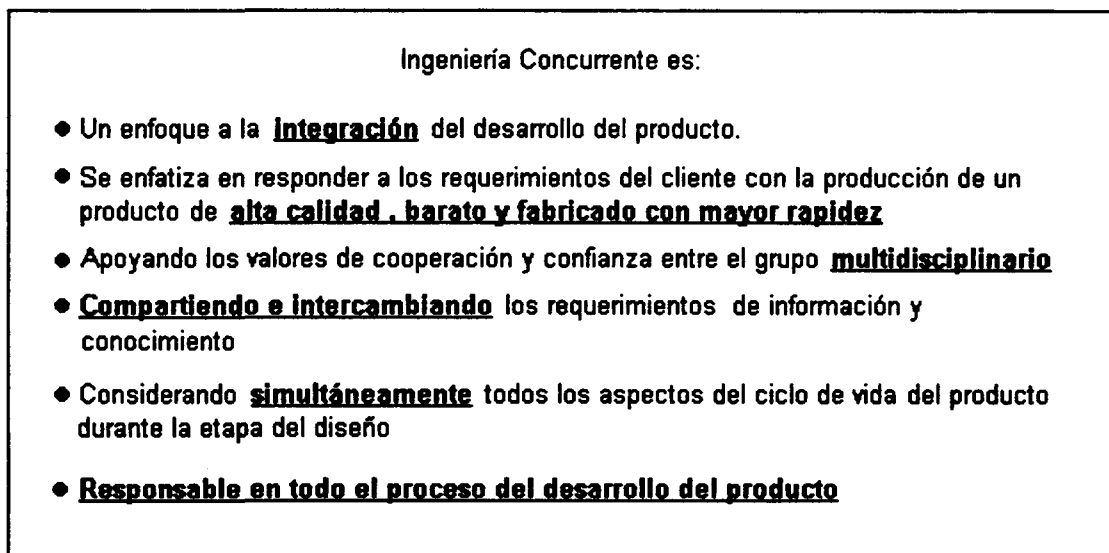 Ingeniería Concurrente es:
● Un enfoque a la integración del desarrollo del producto.
● Se enfatiza en responder a los requerimientos del cliente con la producción de un
producto de alta calidad , barato y fabricado con mayor rapidez
● Apoyando los valores de cooperación y confianza entre el grupo multidisciplinario
● Compartiendo e intercambiando los requerimientos de información y
conocimiento
● Considerando simultáneamente todos los aspectos del ciclo de vida del producto
durante la etapa del diseño
● Responsable en todo el proceso del desarrollo del producto